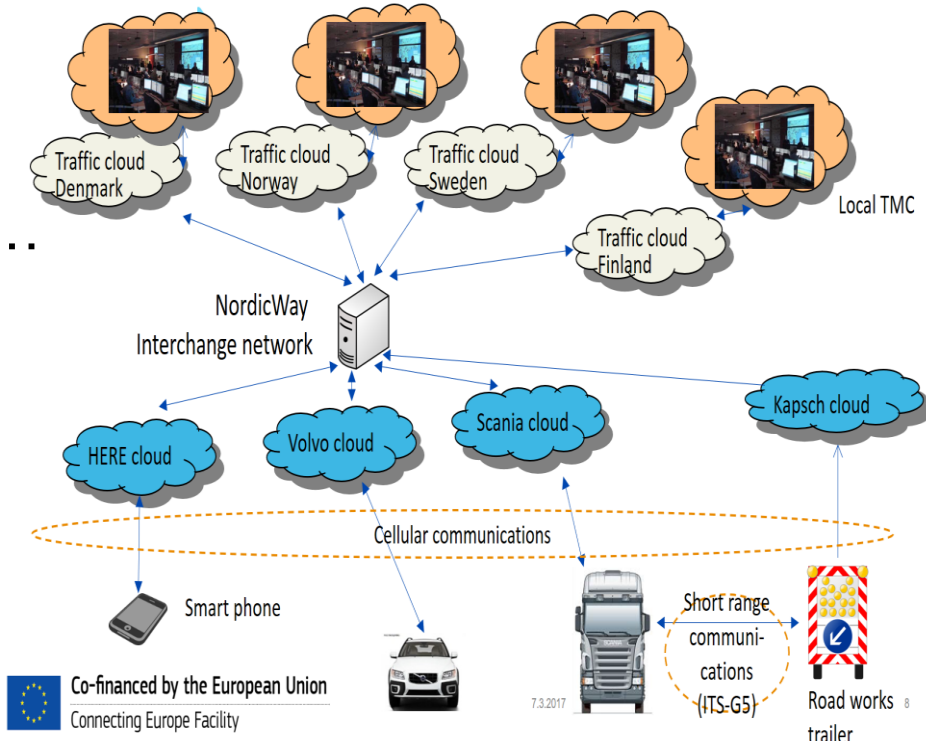 Traffic cloud
Denmark
Traffic cloud
Norway
Traffic cloud
Sweden
Local TMC
Traffic cloud
Finland
. .
NordicWay
Interchange network
HERE cloud
Volvo cloud
Scania cloud
Kapsch cloud
Cellular communications
Smart phone
Short range
communi-
cations
(ITS-G5)
Road works
trailer
Co-financed by the European Union
Connecting Europe Facility
7.3.2017
8